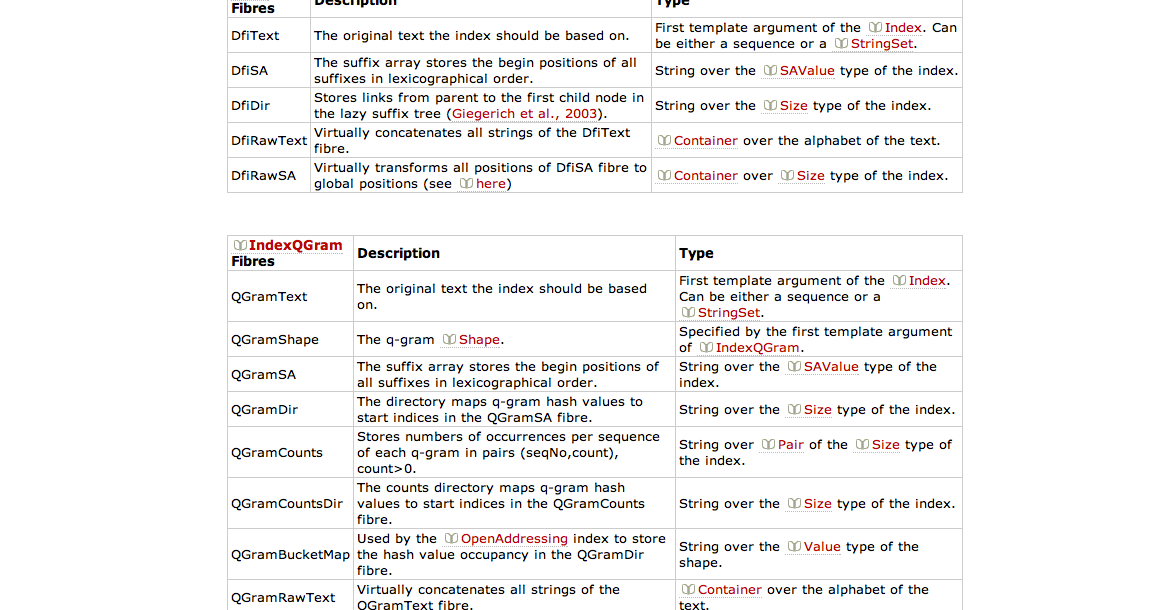 Fibres Description Type
DfiText The original text the index should be based on. First template argument of the Index. Can
be either a sequence or a StringSet.
DfiSA The suffix array stores the begin positions of all
suffixes in lexicographical order. String over the SAValue type of the index.
DfiDir Stores links from parent to the first child node in
the lazy suffix tree (Giegerich et al., 2003). String over the Size type of the index.
DfiRawText Virtually concatenates all strings of the DfiText
fibre. Container over the alphabet of the text.
DfiRawSA Virtually transforms all positions of DfiSA fibre to
global positions (see here) Container over Size type of the index.
IndexQGram
Fibres Description Type
QGramText The original text the index should be based
on. First template argument of the Index.
Can be either a sequence or a
StringSet.
QGramShape The q-gram Shape. Specified by the first template argument
of IndexQGram.
QGramSA The suffix array stores the begin positions of
all suffixes in lexicographical order. String over the SAValue type of the
index.
QGramDir The directory maps q-gram hash values to
start indices in the QGramSA fibre. String over the Size type of the index.
QGramCounts Stores numbers of occurrences per sequence
of each q-gram in pairs (seqNo,count),
count>0. String over Pair of the Size type of
the index.
QGramCountsDir The counts directory maps q-gram hash
values to start indices in the QGramCounts
fibre. String over the Size type of the index.
QGramBucketMap Used by the OpenAddressing index to store
the hash value occupancy in the QGramDir
fibre. String over the Value type of the
shape.
QGramRawText Virtually concatenates all strings of the
QGramText fibre. Container over the alphabet of the
text.